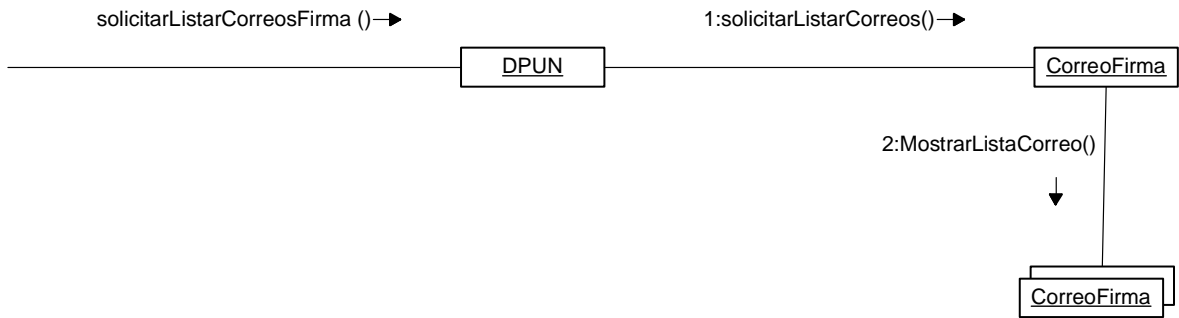 solicitarListarCorreosFirma ()
1:solicitarListarCorreos()
DPUN
CorreoFirma
2:MostrarListaCorreo()
CorreoFirma